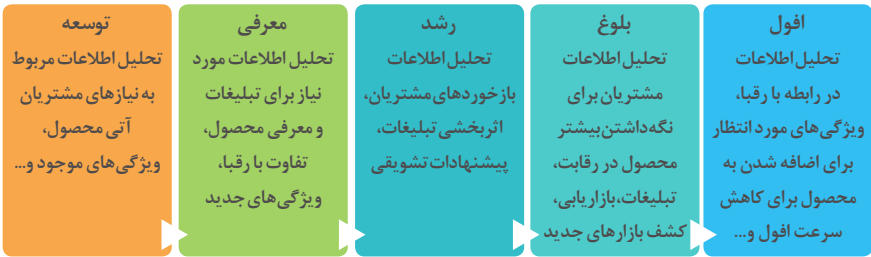 توسعه
تحلیل اطلاعات مربوط
به نیازهای مشتریان
آتی محصول،
ویژگی‌های موجود و...
معرفی
تحلیل اطلاعات مورد
نیاز برای تبلیغات
و معرفی محصول،
تفاوت با رقبا،
ویژگی‌های جدید
رشد
تحلیل اطلاعات
بازخوردهای مشتریان،
اثربخشی تبلیغات،
پیشنهادات تشویقی
بلوغ
تحلیل اطلاعات
مشتریان برای
نگه‌داشتن بیشتر
محصول در رقابت،
تبلیغات، بازاریابی،
کشف بازارهای جدید
افول
تحلیل اطلاعات
در رابطه با رقبا،
ویژگی‌های مورد انتظار
برای اضافه شدن به
محصول برای کاهش
سرعت افول و...